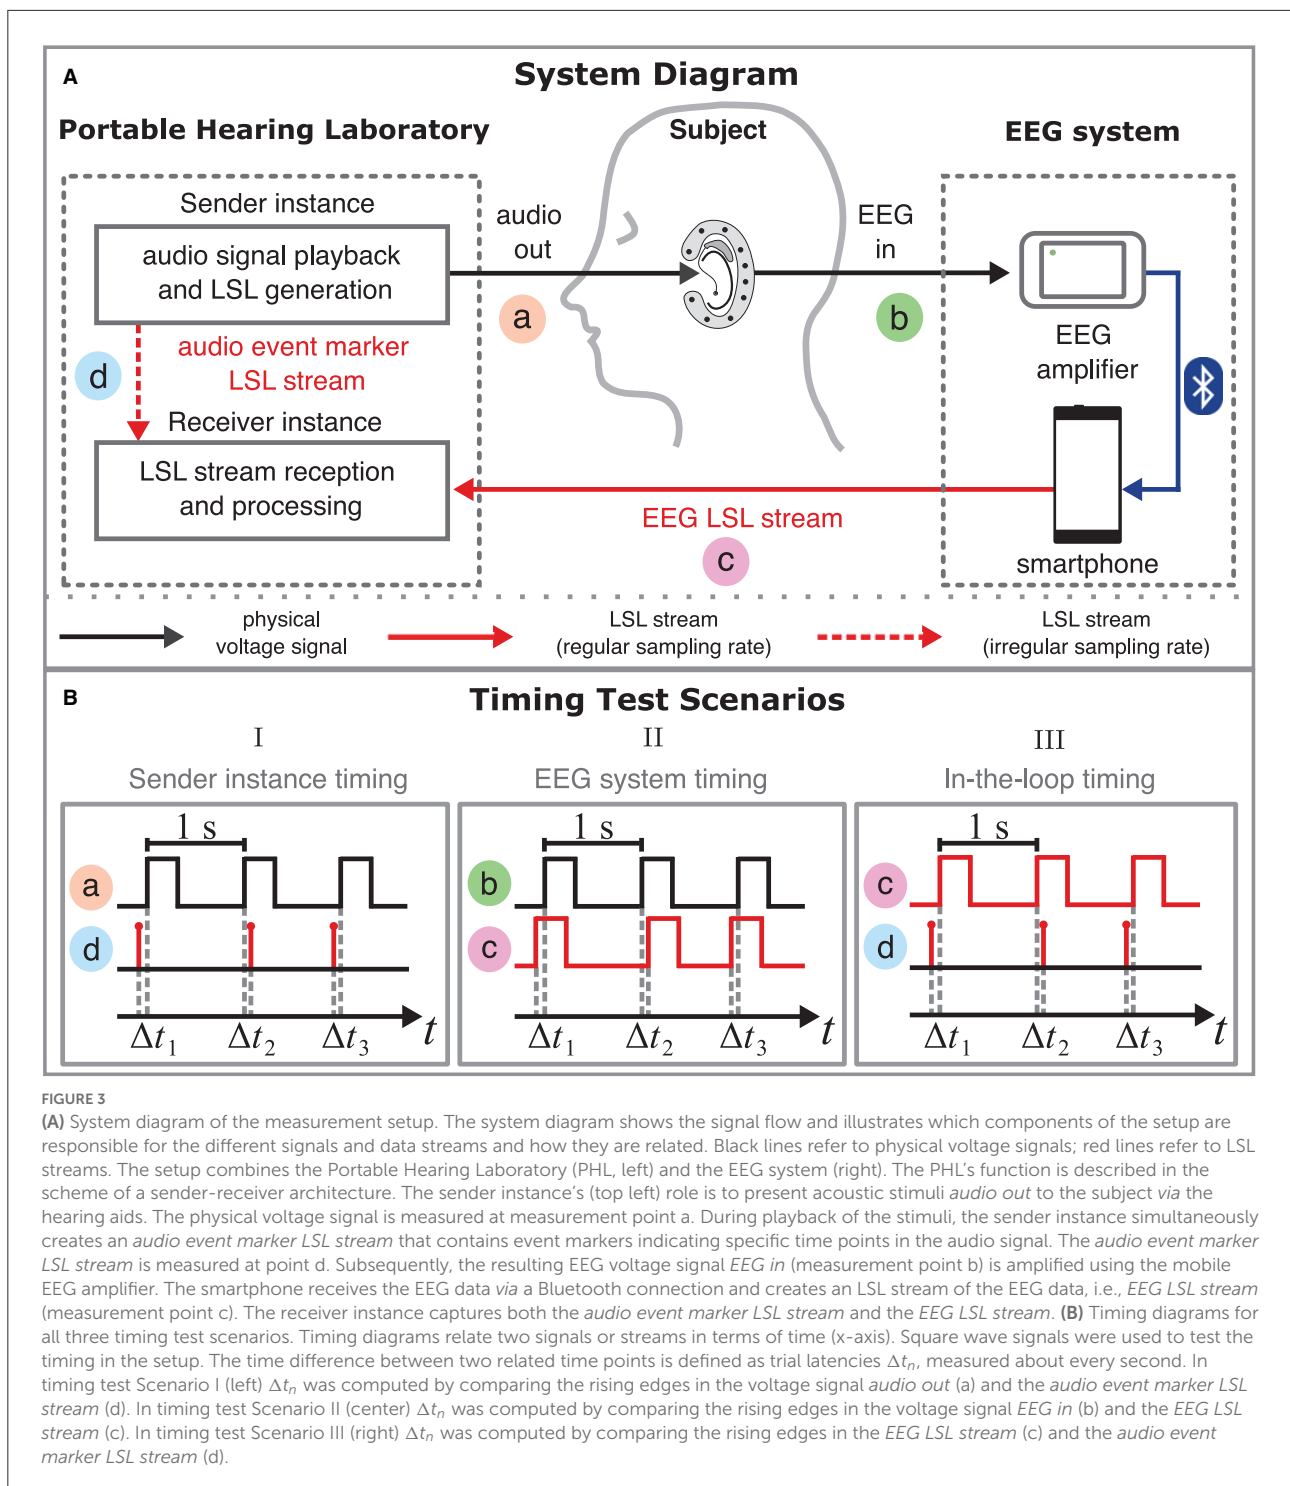 A
System Diagram
Portable Hearing Laboratory
Subject
EEG system
Sender instance
audio signal playback
and LSL generation
audio
out
EEG
in
a
b
d
audio event marker
LSL stream
EEG
amplifier
Receiver instance
LSL stream reception
and processing
EEG LSL stream
c
smartphone
physical
voltage signal
LSL stream
(regular sampling rate)
LSL stream
(irregular sampling rate)
B
Timing Test Scenarios
I
Sender instance timing
1 s
a
d
Δt1 Δt2 Δt3 t
II
EEG system timing
1 s
b
c
Δt1 Δt2 Δt3 t
III
In-the-loop timing
1 s
c
d
Δt1 Δt2 Δt3 t
FIGURE 3
(A) System diagram of the measurement setup. The system diagram shows the signal flow and illustrates which components of the setup are
responsible for the different signals and data streams and how they are related. Black lines refer to physical voltage signals; red lines refer to LSL
streams. The setup combines the Portable Hearing Laboratory (PHL, left) and the EEG system (right). The PHL's function is described in the
scheme of a sender-receiver architecture. The sender instance's (top left) role is to present acoustic stimuli audio out to the subject via the
hearing aids. The physical voltage signal is measured at measurement point a. During playback of the stimuli, the sender instance simultaneously
creates an audio event marker LSL stream that contains event markers indicating specific time points in the audio signal. The audio event marker
LSL stream is measured at point d. Subsequently, the resulting EEG voltage signal EEG in (measurement point b) is amplified using the mobile
EEG amplifier. The smartphone receives the EEG data via a Bluetooth connection and creates an LSL stream of the EEG data, i.e., EEG LSL stream
(measurement point c). The receiver instance captures both the audio event marker LSL stream and the EEG LSL stream. (B) Timing diagrams for
all three timing test scenarios. Timing diagrams relate two signals or streams in terms of time (x-axis). Square wave signals were used to test the
timing in the setup. The time difference between two related time points is defined as trial latencies Δtn, measured about every second. In
timing test Scenario I (left) Δtn was computed by comparing the rising edges in the voltage signal audio out (a) and the audio event marker LSL
stream (d). In timing test Scenario II (center) Δtn was computed by comparing the rising edges in the voltage signal EEG in (b) and the EEG LSL
stream (c). In timing test Scenario III (right) Δtn was computed by comparing the rising edges in the EEG LSL stream (c) and the audio event
marker LSL stream (d).